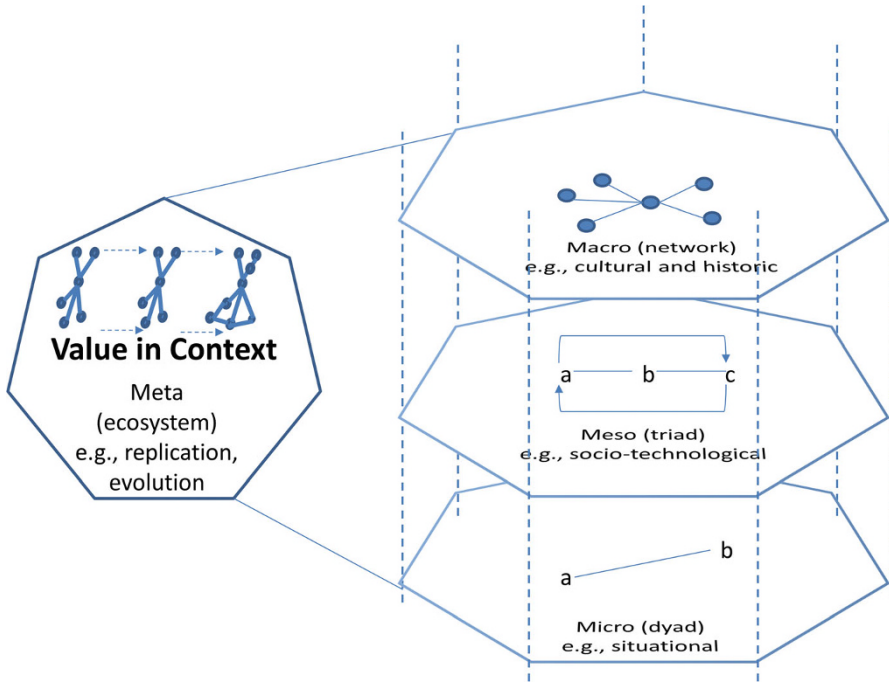 Value in Context
Meta
(ecosystem)
e.g., replication,
evolution
Macro (network)
e.g., cultural and historic
a b c
Meso (triad)
e.g., socio-technological
b
a
Micro (dyad)
e.g., situational